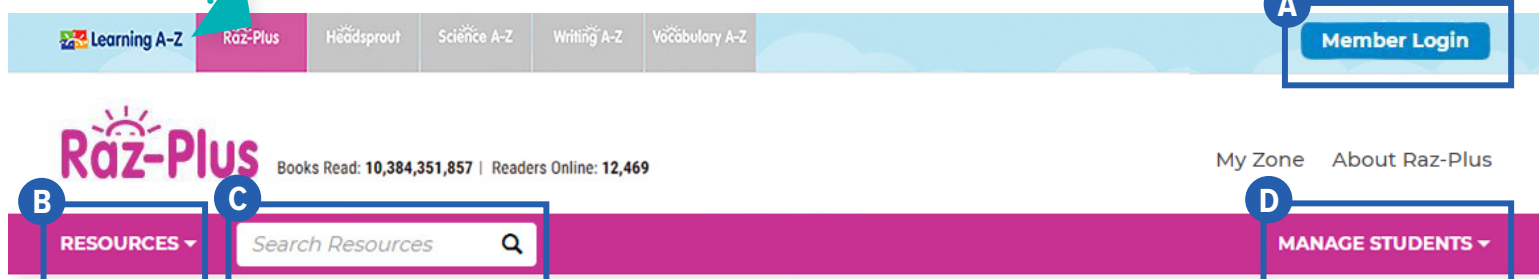 A
Learning A-Z Raz-Plus Headsprout Science A-Z Writing A-Z Vocabulary A-Z Member Login
Raz-Plus Books Read: 10,384,351,857 | Readers Online: 12,469 My Zone About Raz-Plus
B C D
RESOURCES Search Resources MANAGE STUDENTS